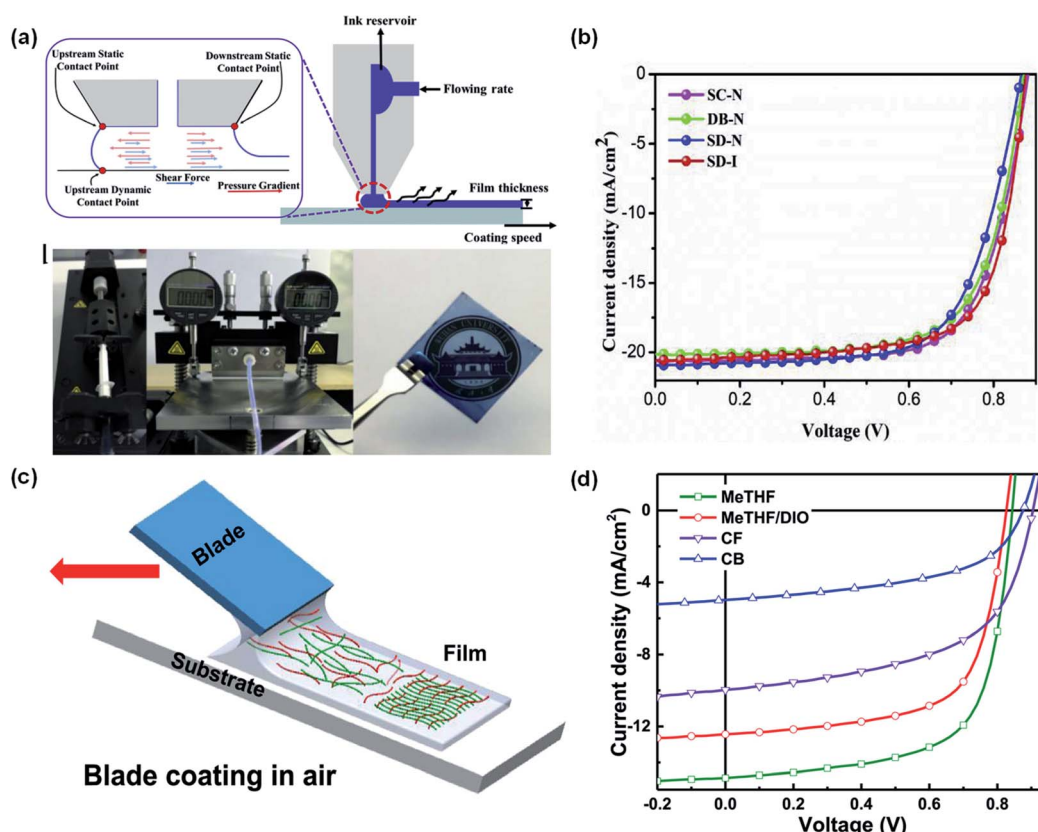 (a)
Ink reservoir
Upstream Static
Contact Point
Downstream Static
Contact Point
Flowing rate
Shear Force
Pressure Gradient
Upstream Dynamic
Contact Point
Film thickness
Coating speed
(b)
Current density (mA/cm²)
0
-5
-10
-15
-20
SC-N
DB-N
SD-N
SD-I
0.0
0.2
0.4
0.6
0.8
Voltage (V)
(c)
Blade
Substrate
Film
Blade coating in air
(d)
Current density (mA/cm²)
0
-4
-8
-12
MeTHF
MeTHF/DIO
CF
CB
-0.2
0.0
0.2
0.4
0.6
0.8
Voltage (V)